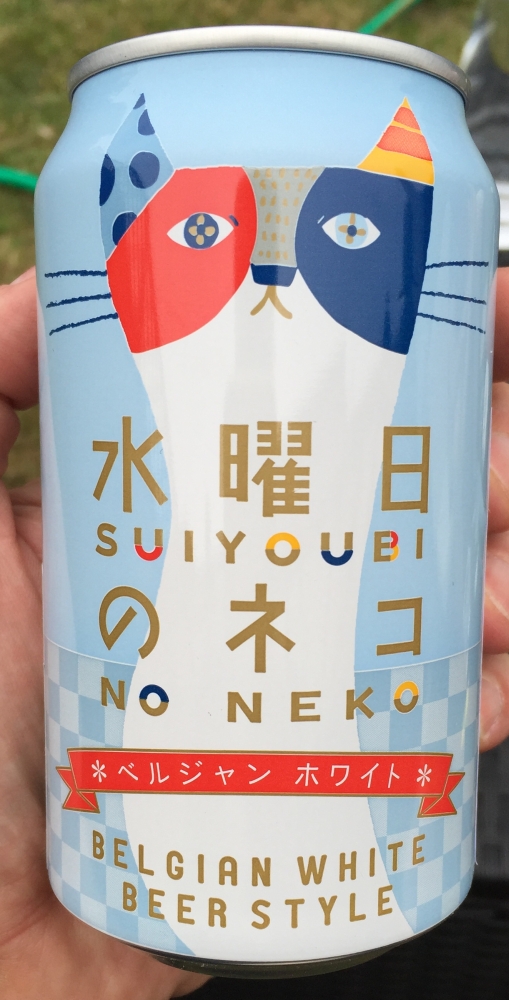 水曜日
SUIYOUBI
のネコ
NO NEKO
*ベルジャン ホワイト*
BELGIAN WHITE
BEER STYLE